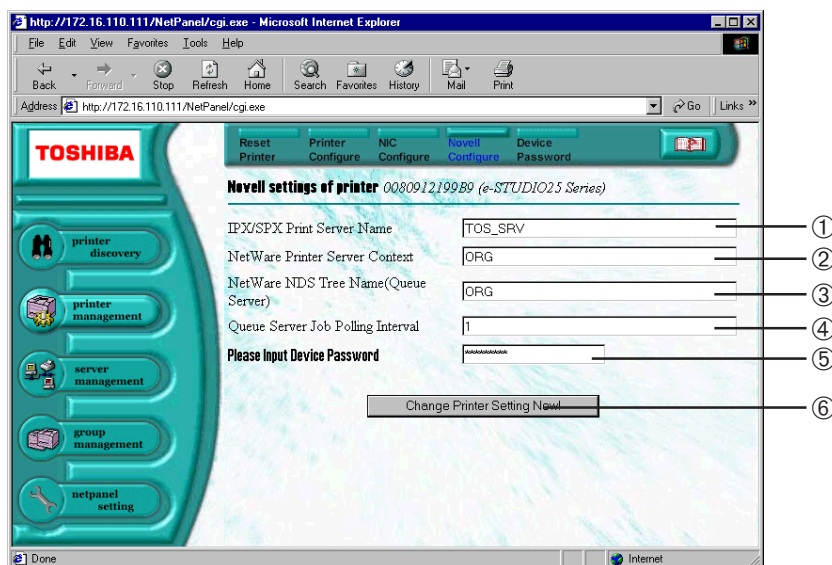 http://172.16.110.111/NetPanel/cgi.exe - Microsoft Internet Explorer
File Edit View Favorites Tools Help
Back Forward Stop Refresh Home Search Favorites History Mail Print
Address http://172.16.110.111/NetPanel/cgi.exe Go Links »
TOSHIBA
Reset Printer
Printer Configure
NIC Configure
Novell Configure
Device Password
Novell settings of printer 0080912199B9 (e-STUDIO25 Series)
IPX/SPX Print Server Name TOS_SRV ①
NetWare Printer Server Context ORG ②
NetWare NDS Tree Name(Queue Server) ORG ③
Queue Server Job Polling Interval 1 ④
Please Input Device Password ********** ⑤
Change Printer Setting Now! ⑥
printer discovery
printer management
server management
group management
netpanel setting
Done Internet